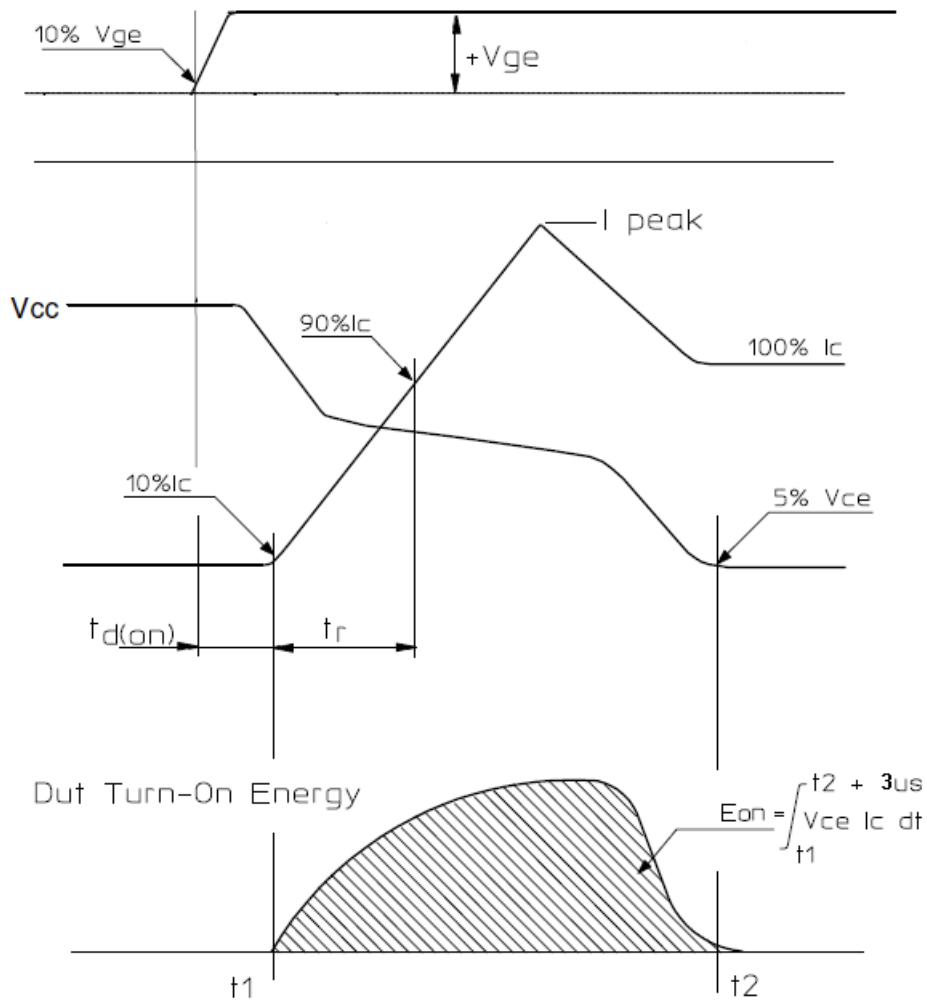 10% Vge
+Vge
I peak
Vcc
90%Ic
100% Ic
10%Ic
5% Vce
td(on)
tr
Dut Turn-On Energy
t2 + 3us
Eon = ∫ Vce Ic dt
t1
t1
t2